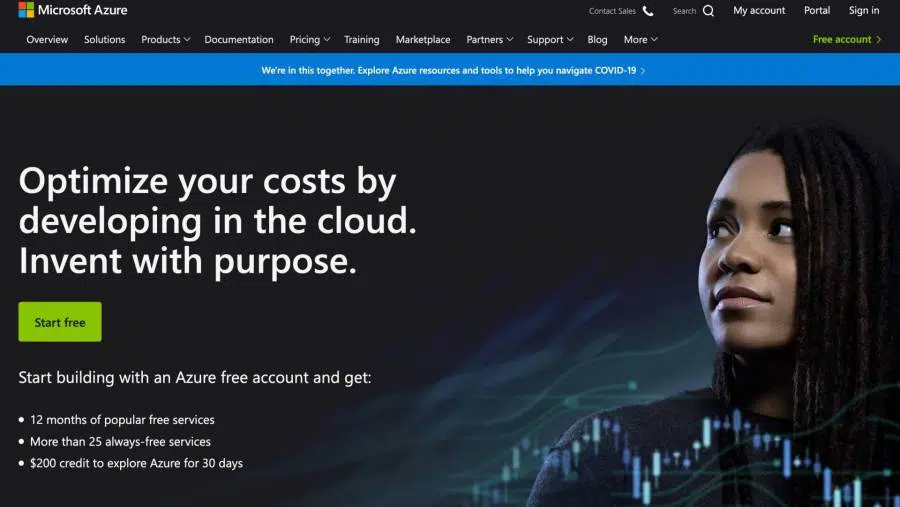 Microsoft Azure
Contact Sales
Search
My account
Portal
Sign in
Overview
Solutions
Products
Documentation
Pricing
Training
Marketplace
Partners
Support
Blog
More
Free account
We're in this together. Explore Azure resources and tools to help you navigate COVID-19
Optimize your costs by
developing in the cloud.
Invent with purpose.
Start free
Start building with an Azure free account and get:
12 months of popular free services
More than 25 always-free services
$200 credit to explore Azure for 30 days